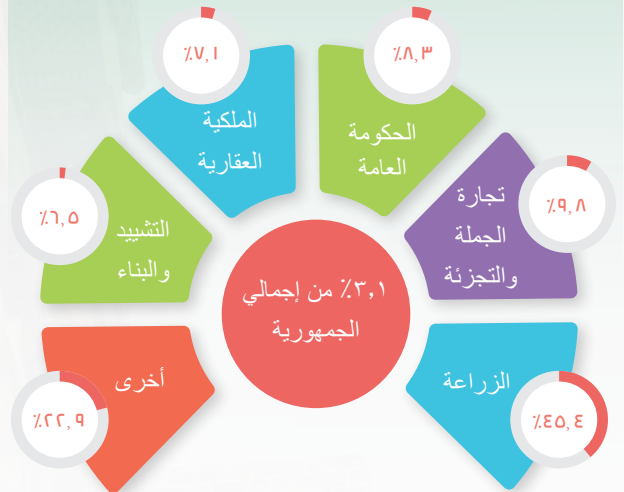 ٪٨,٣
الحكومة
العامة
٪٧,١
الملكية
العقارية
٪٩,٨
تجارة
الجملة
والتجزئة
٪٦,٥
التشييد
والبناء
٣,١٪ من إجمالي
الجمهورية
الزراعة
٪٤٥,٤
أخرى
٪٢٢,٩